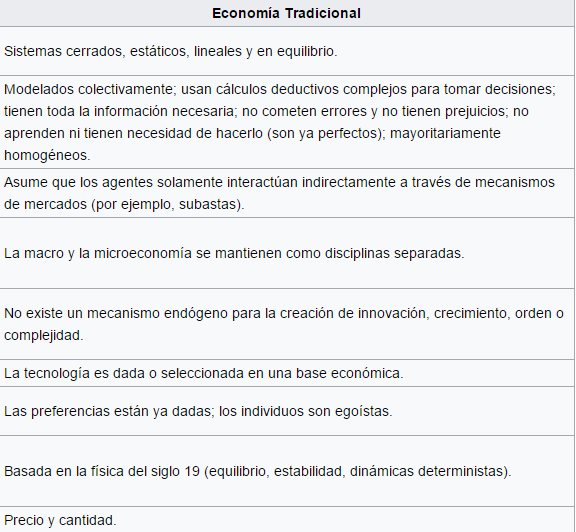 Economía Tradicional
Sistemas cerrados, estáticos, lineales y en equilibrio.
Modelados colectivamente; usan cálculos deductivos complejos para tomar decisiones;
tienen toda la información necesaria; no cometen errores y no tienen prejuicios; no
aprenden ni tienen necesidad de hacerlo (son ya perfectos); mayoritariamente
homogéneos.
Asume que los agentes solamente interactúan indirectamente a través de mecanismos
de mercados (por ejemplo, subastas).
La macro y la microeconomía se mantienen como disciplinas separadas.
No existe un mecanismo endógeno para la creación de innovación, crecimiento, orden o
complejidad.
La tecnología es dada o seleccionada en una base económica.
Las preferencias están ya dadas; los individuos son egoístas.
Basada en la física del siglo 19 (equilibrio, estabilidad, dinámicas deterministas).
Precio y cantidad.